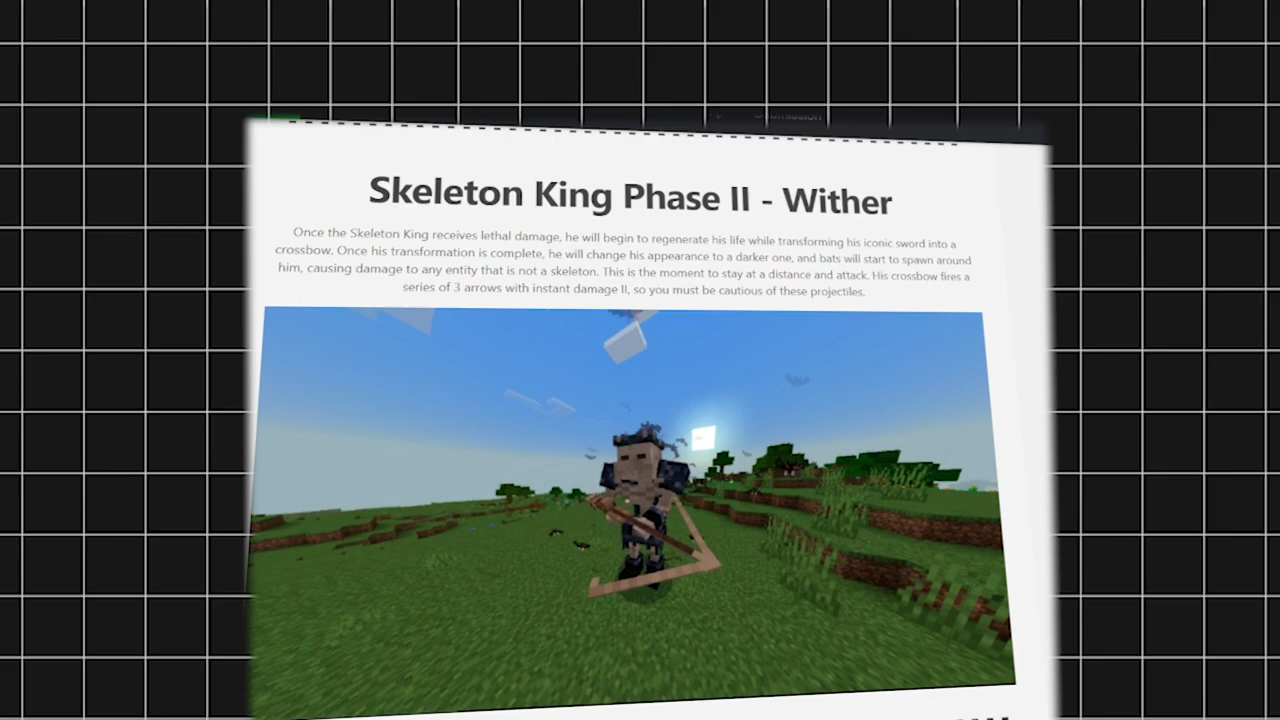 Skeleton King Phase II - Wither
Once the Skeleton King receives lethal damage, he will begin to regenerate his life while transforming his iconic sword into a
crossbow. Once his transformation is complete, he will change his appearance to a darker one, and bats will start to spawn around
him, causing damage to any entity that is not a skeleton. This is the moment to stay at a distance and attack. His crossbow fires a
series of 3 arrows with instant damage II, so you must be cautious of these projectiles.